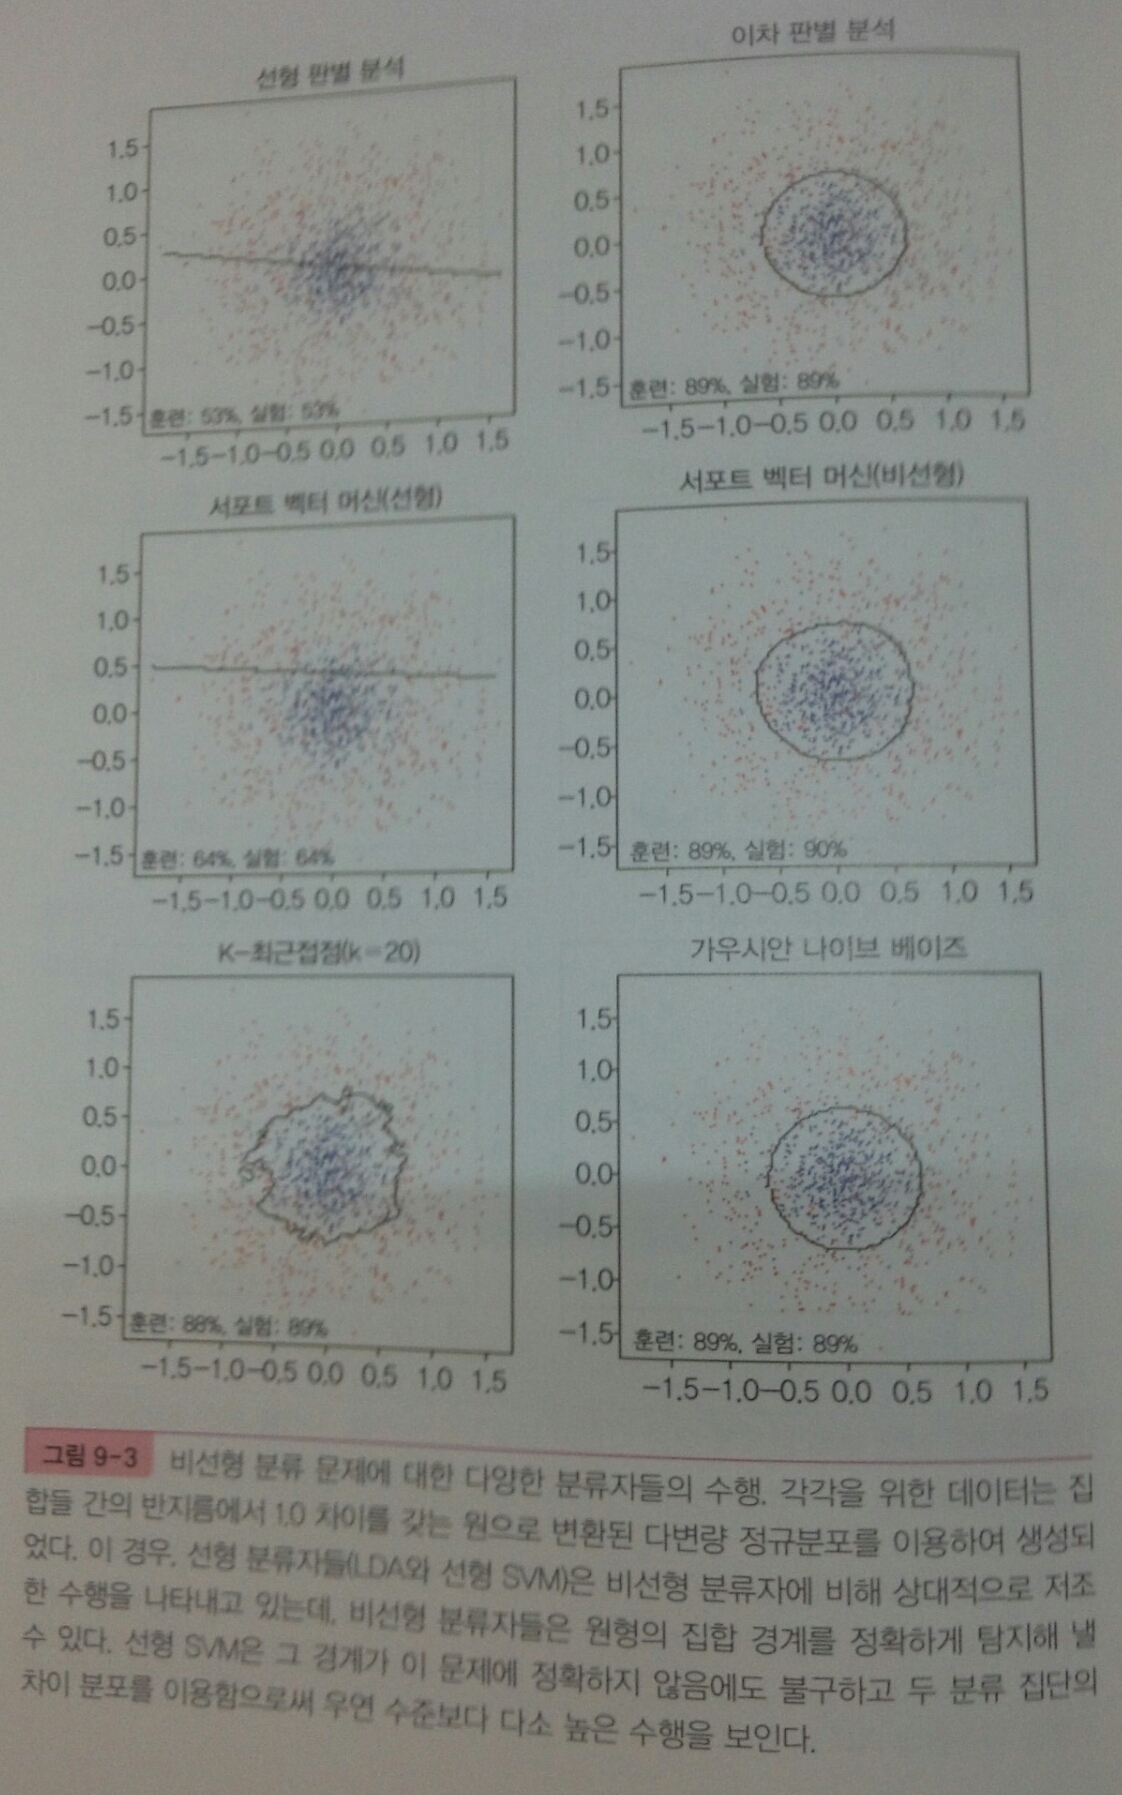 선형 판별 분석
1.5
1.0
0.5
0.0
-0.5
-1.0
-1.5
훈련: 53%, 실험: 53%
-1.5 -1.0 -0.5 0.0 0.5 1.0 1.5
이차 판별 분석
1.5
1.0
0.5
0.0
-0.5
-1.0
-1.5
훈련: 89%, 실험: 89%
-1.5 -1.0 -0.5 0.0 0.5 1.0 1.5
서포트 벡터 머신(선형)
1.5
1.0
0.5
0.0
-0.5
-1.0
-1.5
훈련: 64%, 실험: 64%
-1.5 -1.0 -0.5 0.0 0.5 1.0 1.5
서포트 벡터 머신(비선형)
1.5
1.0
0.5
0.0
-0.5
-1.0
-1.5
훈련: 89%, 실험: 90%
-1.5 -1.0 -0.5 0.0 0.5 1.0 1.5
K-최근접점(k=20)
1.5
1.0
0.5
0.0
-0.5
-1.0
-1.5
훈련: 88%, 실험: 89%
-1.5 -1.0 -0.5 0.0 0.5 1.0 1.5
가우시안 나이브 베이즈
1.5
1.0
0.5
0.0
-0.5
-1.0
-1.5
훈련: 89%, 실험: 89%
-1.5 -1.0 -0.5 0.0 0.5 1.0 1.5
그림 9-3 비선형 분류 문제에 대한 다양한 분류자들의 수행. 각각을 위한 데이터는 집
합들 간의 반지름에서 1.0 차이를 갖는 원으로 변환된 다변량 정규분포를 이용하여 생성되
었다. 이 경우, 선형 분류자들(LDA와 선형 SVM)은 비선형 분류자에 비해 상대적으로 저조
한 수행을 나타내고 있는데, 비선형 분류자들은 원형의 집합 경계를 정확하게 탐지해 낼
수 있다. 선형 SVM은 그 경계가 이 문제에 정확하지 않음에도 불구하고 두 분류 집단의
차이 분포를 이용함으로써 우연 수준보다 다소 높은 수행을 보인다.